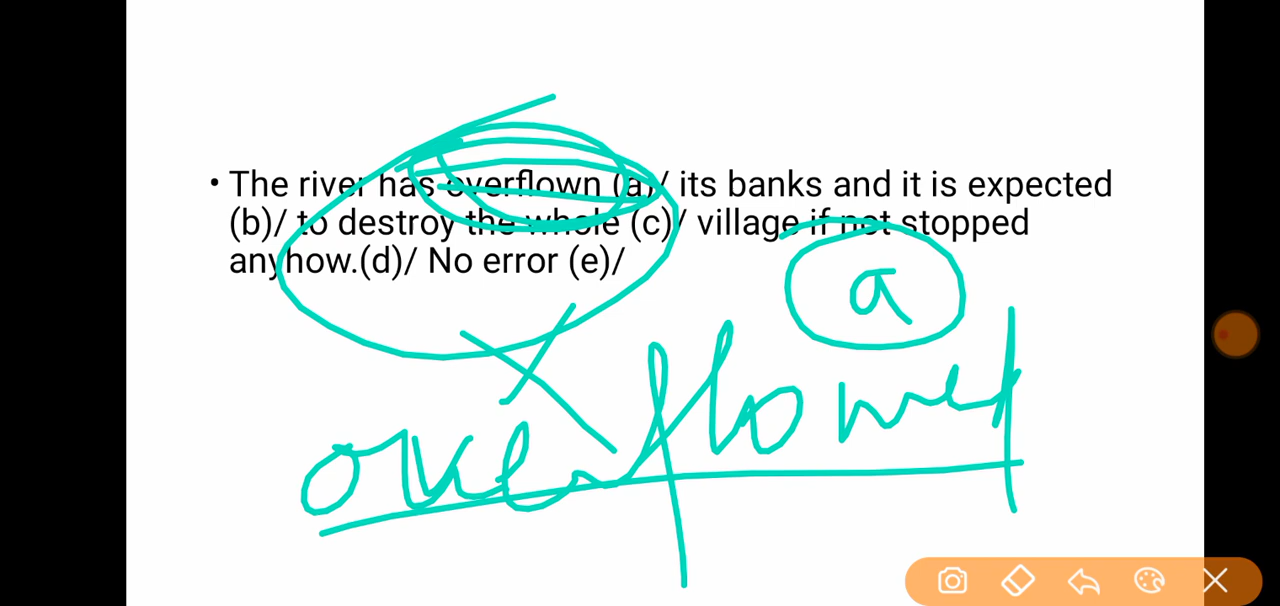 • The river has overflown (a)/ its banks and it is expected
(b)/ to destroy the whole (c)/ village if not stopped
anyhow.(d)/ No error (e)/
a
overflowed